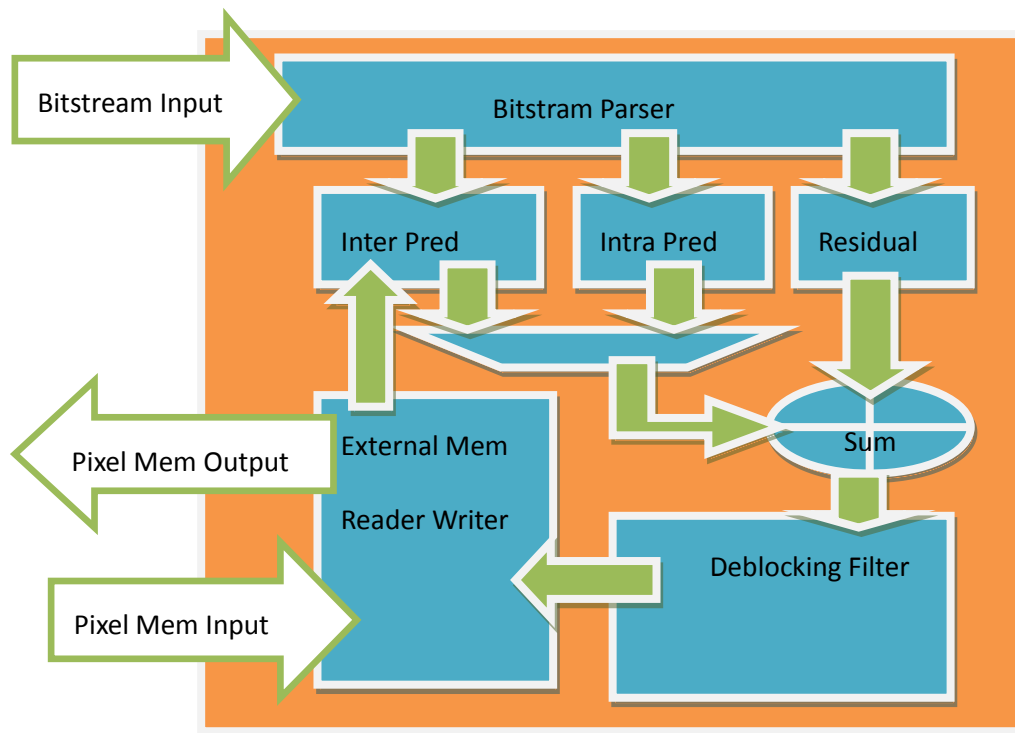 Bitstream Input
Bitstram Parser
Inter Pred
Intra Pred
Residual
External Mem
Reader Writer
Sum
Pixel Mem Output
Deblocking Filter
Pixel Mem Input